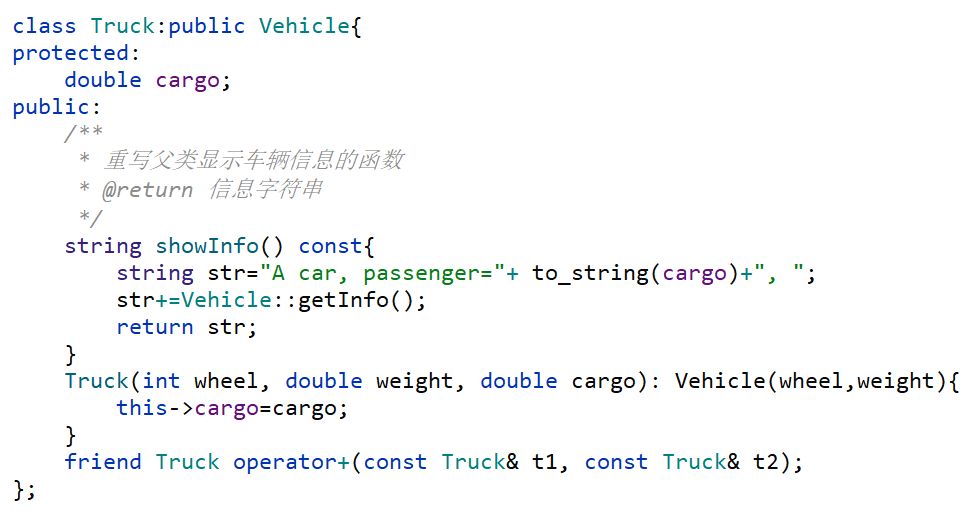 class Truck:public Vehicle{
protected:
    double cargo;
public:
    /**
     * 重写父类显示车辆信息的函数
     * @return 信息字符串
     */
    string showInfo() const{
        string str="A car, passenger="+ to_string(cargo)+", ";
        str+=Vehicle::getInfo();
        return str;
    }
    Truck(int wheel, double weight, double cargo): Vehicle(wheel,weight){
        this->cargo=cargo;
    }
    friend Truck operator+(const Truck& t1, const Truck& t2);
};